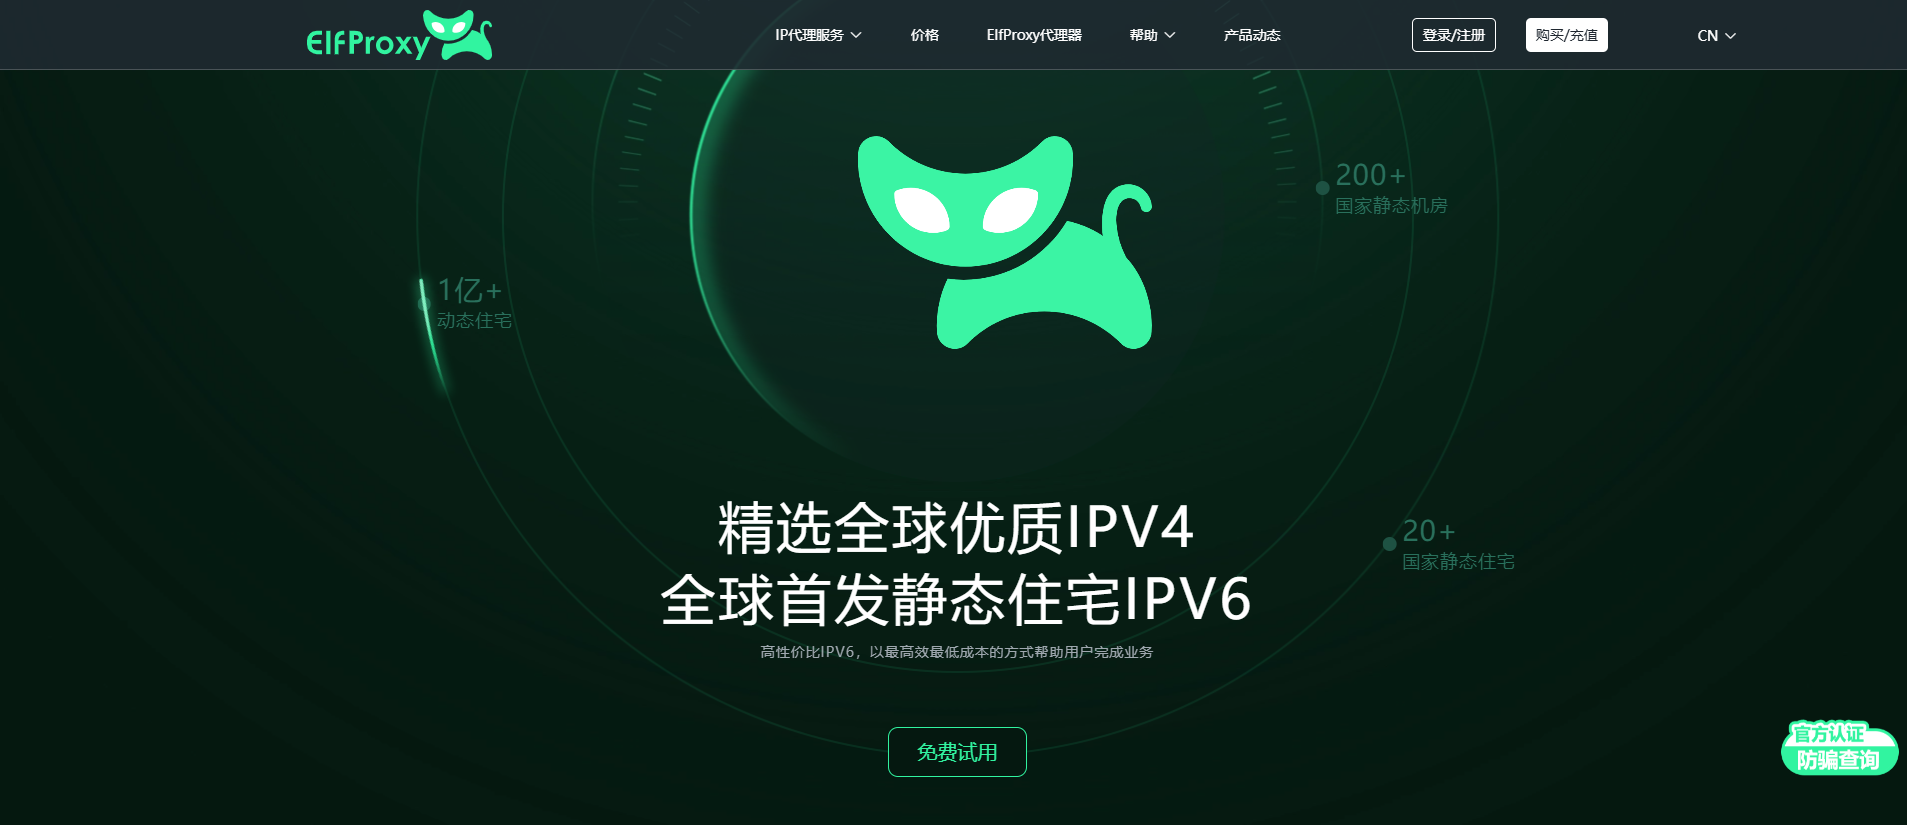 ElfProxy
IP代理服务
价格
ElfProxy代理器
帮助
产品动态
登录/注册
购买/充值
CN
200+
国家静态机房
1亿+
动态住宅
精选全球优质IPV4
全球首发静态住宅IPV6
高性价比IPV6，以最高效最低成本的方式帮助用户完成业务
20+
国家静态住宅
免费试用
官方认证
防骗查询